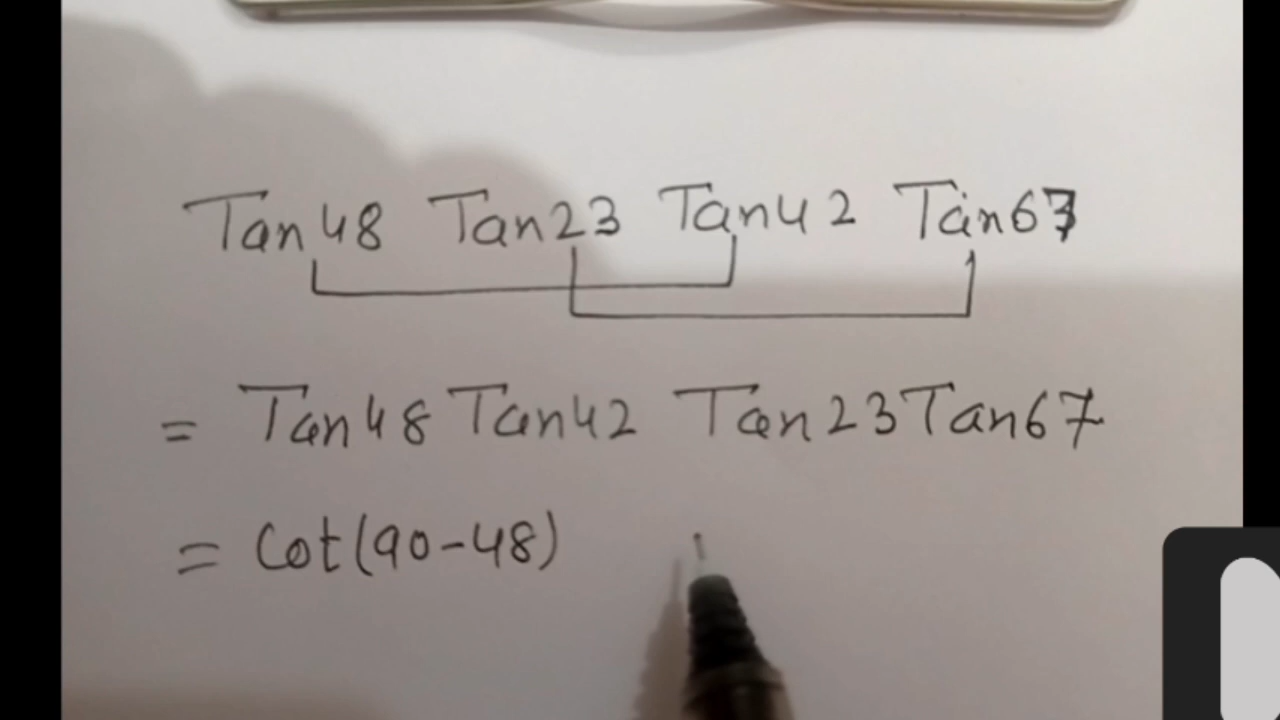 Tan48 Tan23 Tan42 Tan67
= Tan48 Tan42 Tan23 Tan67
= Cot(90-48)